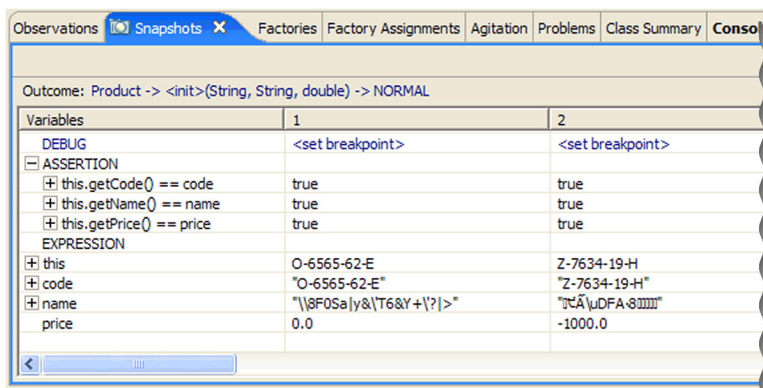 Observations Snapshots Factories Factory Assignments Agitation Problems Class Summary Conso
Outcome: Product -> <init>(String, String, double) -> NORMAL
Variables 1 2
DEBUG <set breakpoint> <set breakpoint>
ASSERTION
this.getCode() == code true true
this.getName() == name true true
this.getPrice() == price true true
EXPRESSION
this O-6565-62-E Z-7634-19-H
code "O-6565-62-E" "Z-7634-19-H"
name "\\8F0Sa|y&\'T6&Y+\'?|>"
price 0.0 -1000.0